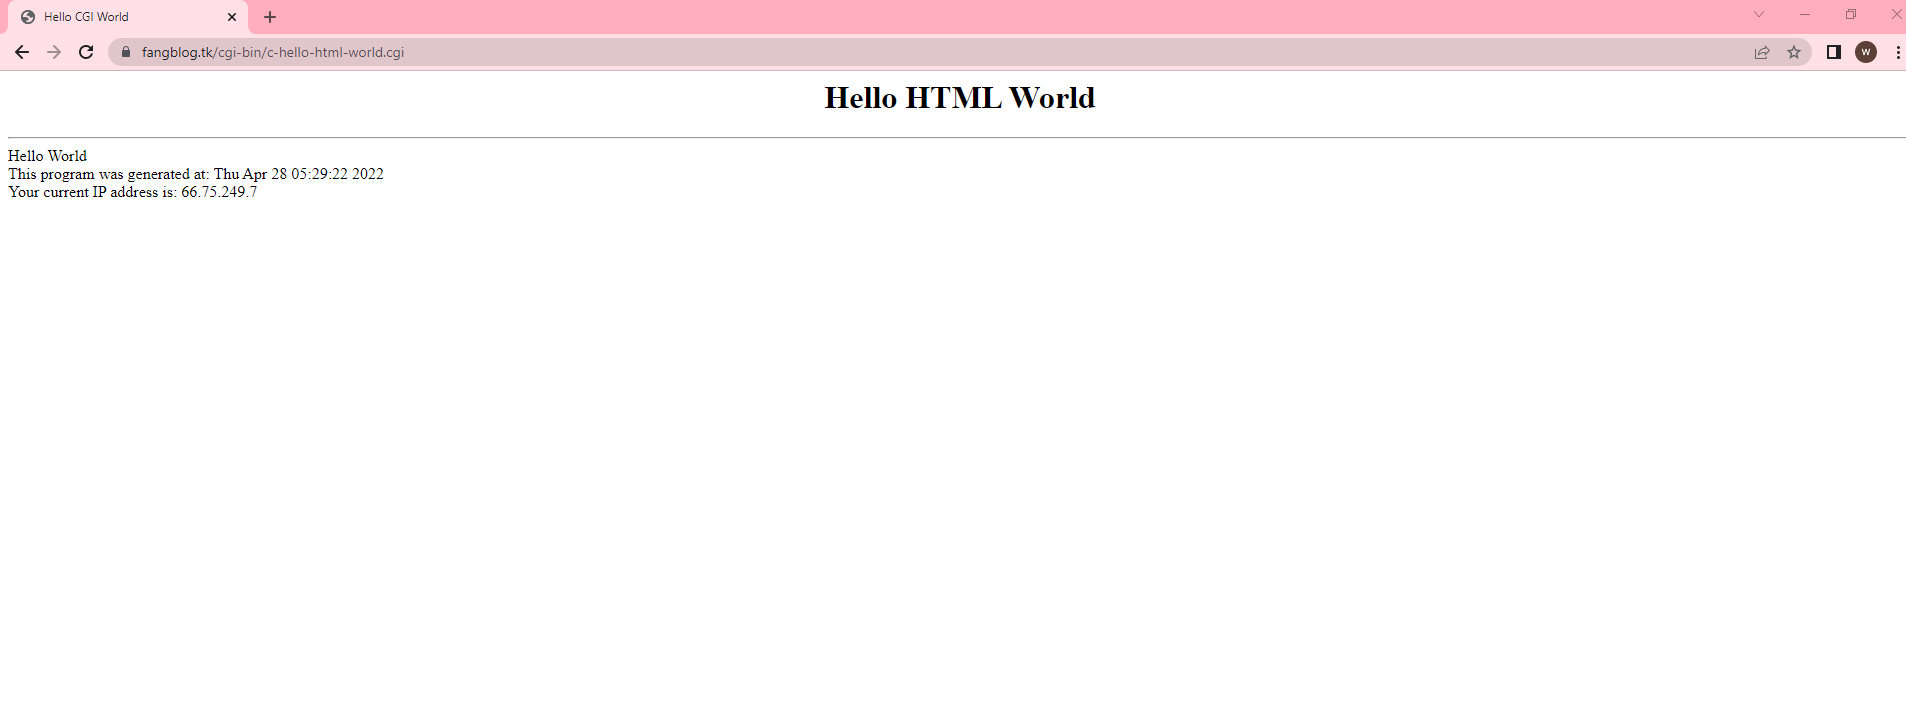 Hello CGI World
fangblog.tk/cgi-bin/c-hello-html-world.cgi
W
Hello HTML World
Hello World
This program was generated at: Thu Apr 28 05:29:22 2022
Your current IP address is: 66.75.249.7